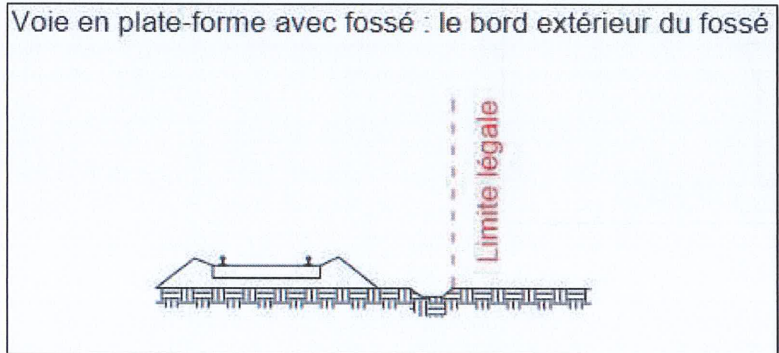 Voie en plate-forme avec fossé : le bord extérieur du fossé
Limite légale